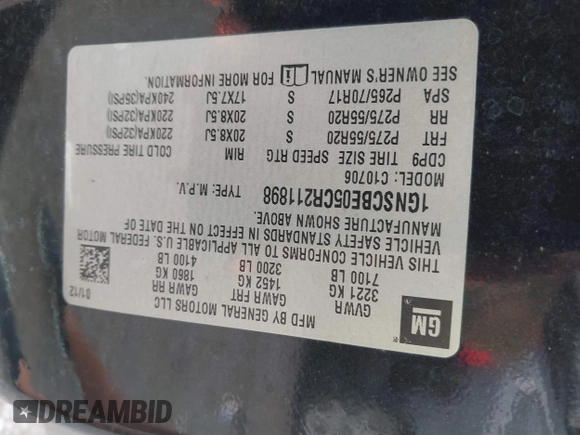 MFD BY GENERAL MOTORS LLC
01/12
GM
GVWR GAWR FRT GAWR RR
3221 KG 1452 KG 1860 KG
7100 LB 3200 LB 4100 LB
THIS VEHICLE CONFORMS TO ALL APPLICABLE U.S. FEDERAL MOTOR
VEHICLE SAFETY STANDARDS IN EFFECT ON THE DATE OF
MANUFACTURE SHOWN ABOVE.
1GNSCBE05CR211898 TYPE: M.P.V.
MODEL: C10706
CDP9 TIRE SIZE SPEED RTG RIM COLD TIRE PRESSURE
FRT P275/55R20 S 20X8.5J 220KPA(32PSI)
RR P275/55R20 S 20X8.5J 220KPA(32PSI)
SPA P265/70R17 S 17X7.5J 240KPA(35PSI)
SEE OWNER'S MANUAL FOR MORE INFORMATION.
DREAMBID